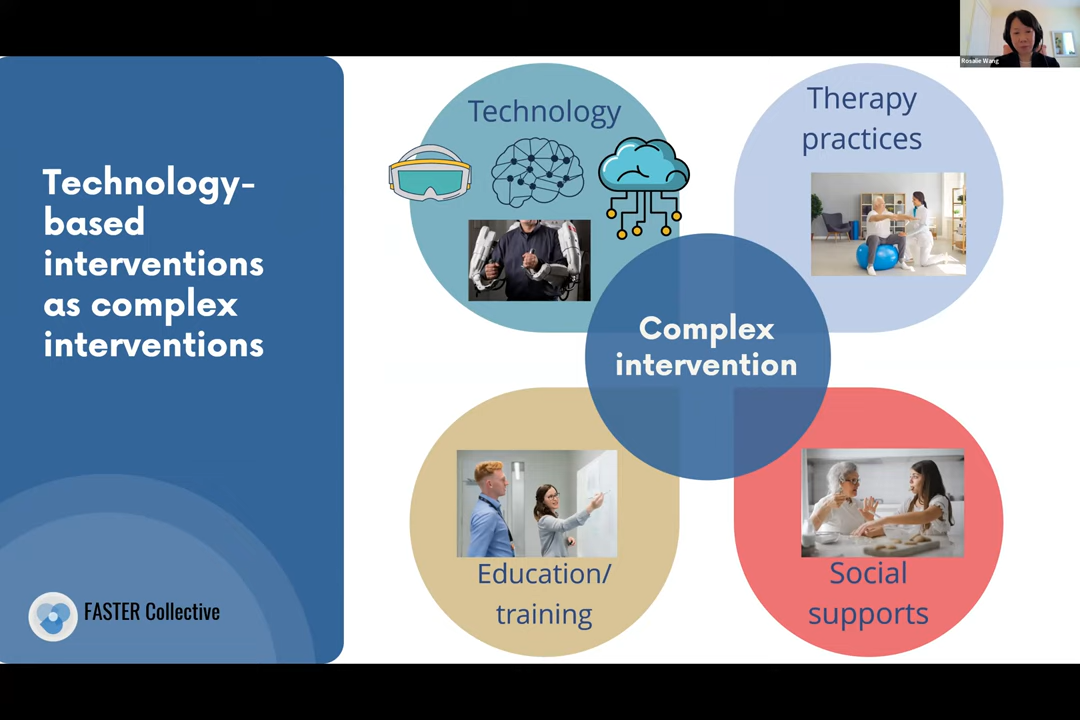 Rosalie Wang
Technology-
based
interventions
as complex
interventions
FASTER Collective
Technology
Therapy
practices
Complex
intervention
Education/
training
Social
supports